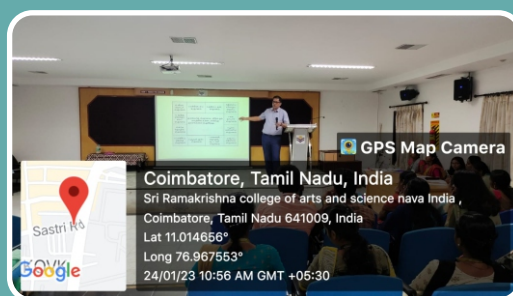 GPS Map Camera
Coimbatore, Tamil Nadu, India
Sri Ramakrishna college of arts and science nava India ,
Coimbatore, Tamil Nadu 641009, India
Lat 11.014656°
Long 76.967553°
24/01/23 10:56 AM GMT +05:30
Sastri Rd
Google